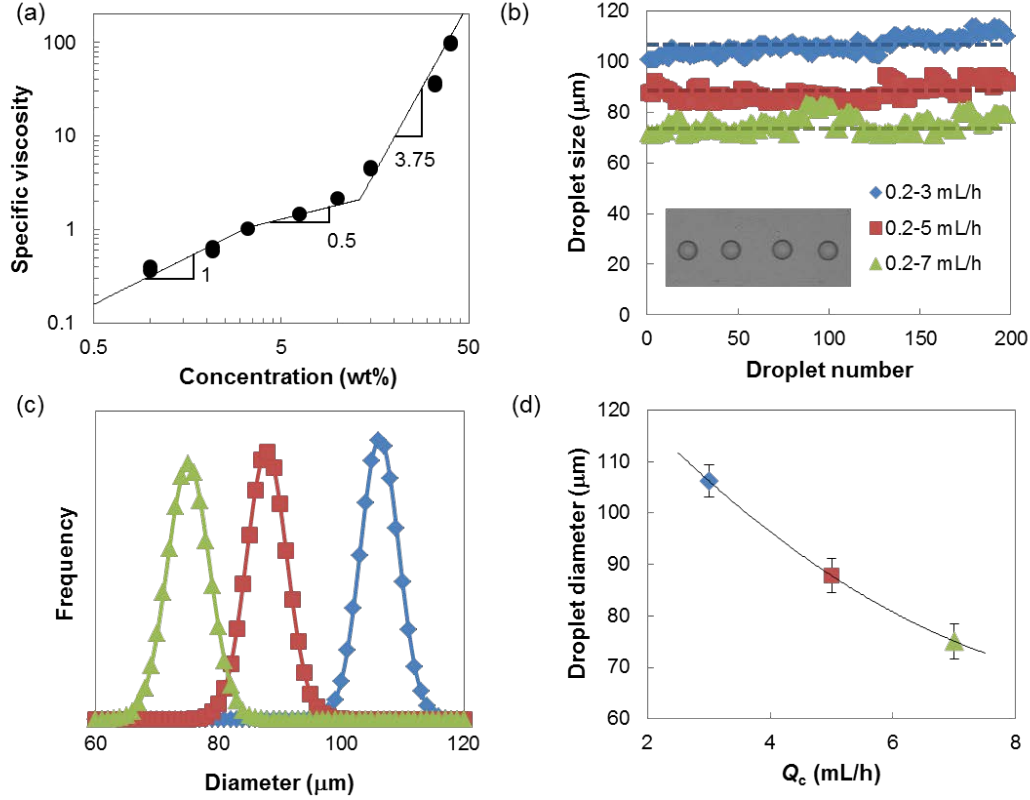 (a)
100
10
1
0.1
0.5
5
50
1
0.5
3.75
Specific viscosity
Concentration (wt%)
(b)
120
100
80
60
40
20
0
0
50
100
150
200
0.2-3 mL/h
0.2-5 mL/h
0.2-7 mL/h
Droplet size (μm)
Droplet number
(c)
Frequency
60
80
100
120
Diameter (μm)
(d)
120
110
100
90
80
70
60
2
4
6
8
Droplet diameter (μm)
Qc (mL/h)